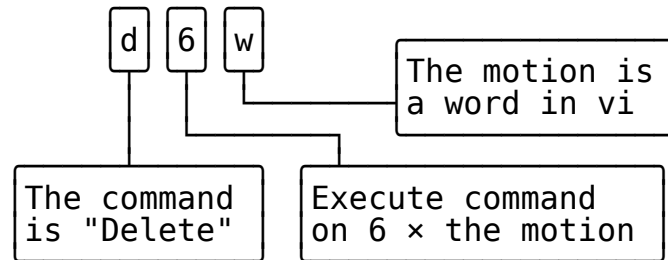 d 6 w
The motion is
a word in vi
The command
is "Delete"
Execute command
on 6 × the motion